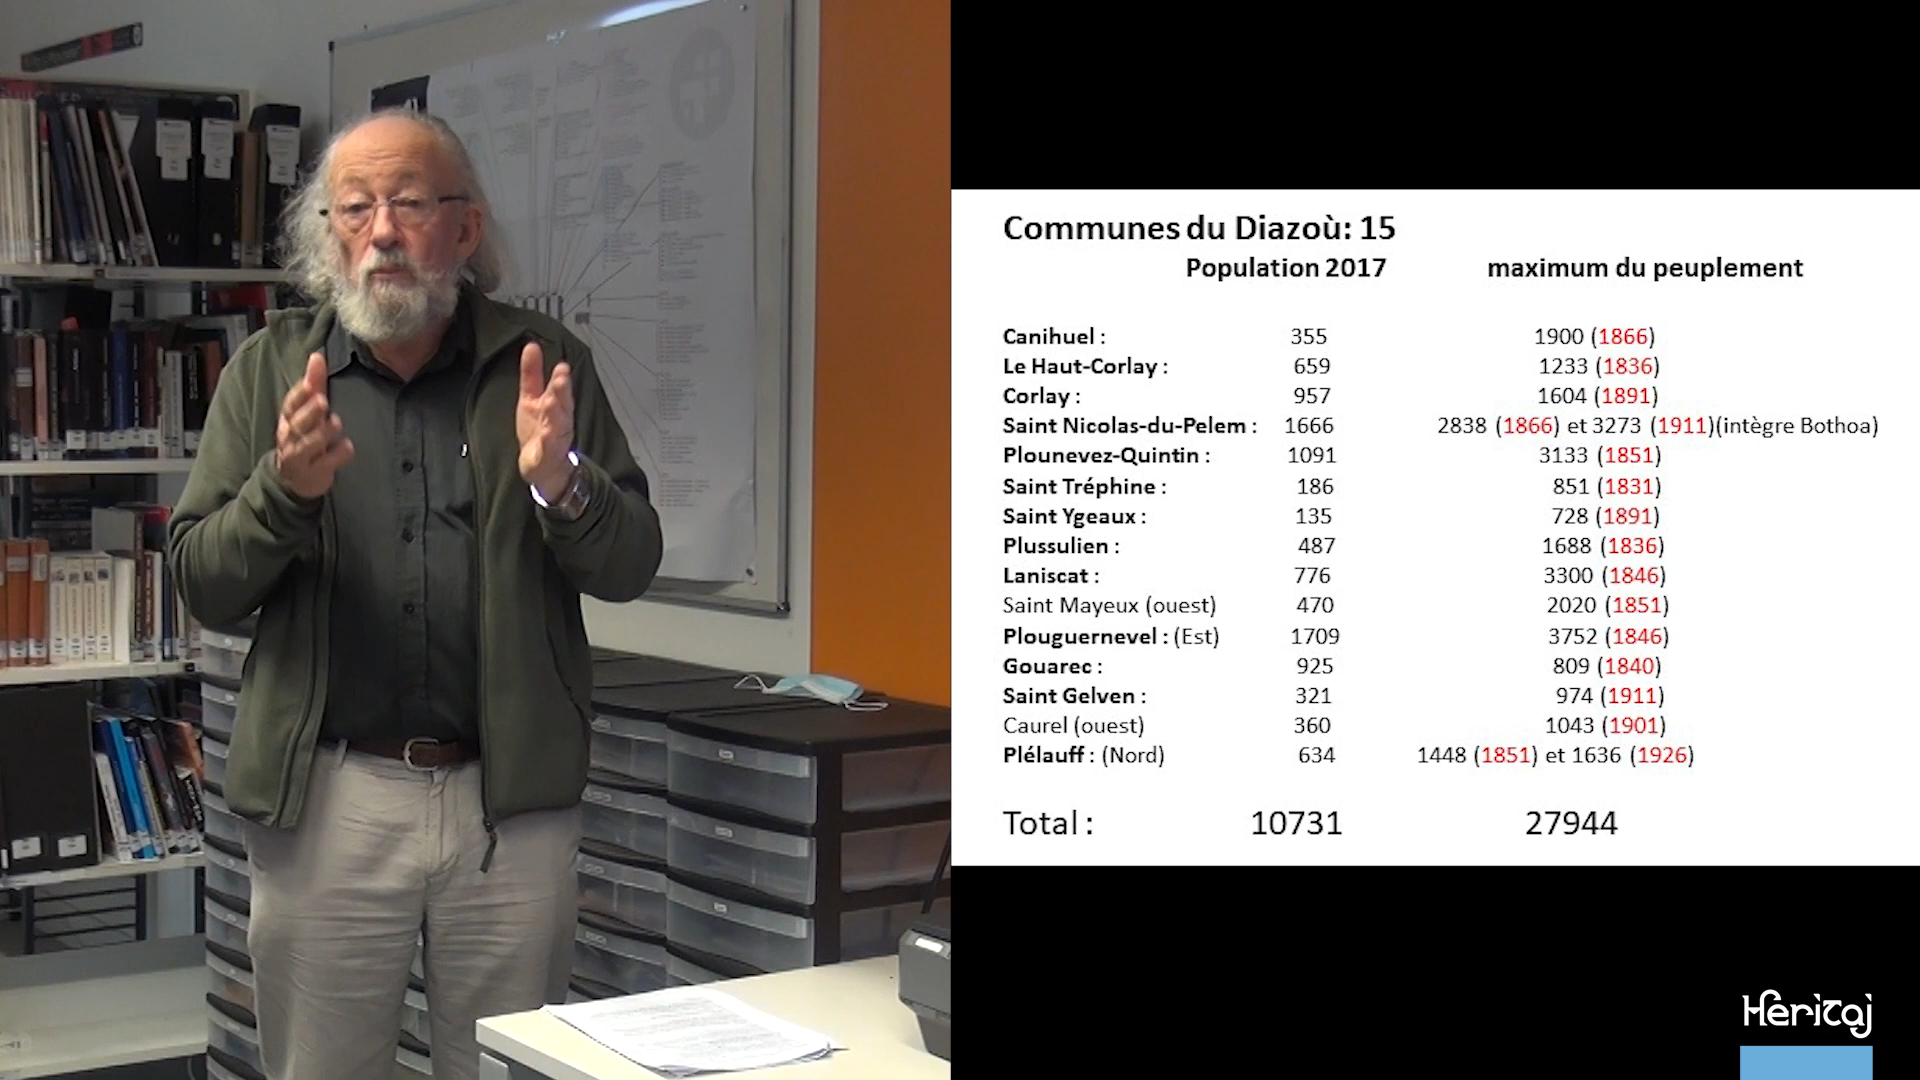 Communes du Diazoù: 15
Population 2017 maximum du peuplement
Canihuel : 355 1900 (1866)
Le Haut-Corlay : 659 1233 (1836)
Corlay : 957 1604 (1891)
Saint Nicolas-du-Pelem : 1666 2838 (1866) et 3273 (1911)(intègre Bothoa)
Plounevez-Quintin : 1091 3133 (1851)
Saint Tréphine : 186 851 (1831)
Saint Ygeaux : 135 728 (1891)
Plussulien : 487 1688 (1836)
Laniscat : 776 3300 (1846)
Saint Mayeux (ouest) 470 2020 (1851)
Plouguernevel : (Est) 1709 3752 (1846)
Gouarec : 925 809 (1840)
Saint Gelven : 321 974 (1911)
Caurel (ouest) 360 1043 (1901)
Plélauff : (Nord) 634 1448 (1851) et 1636 (1926)
Total : 10731 27944
Heritaj